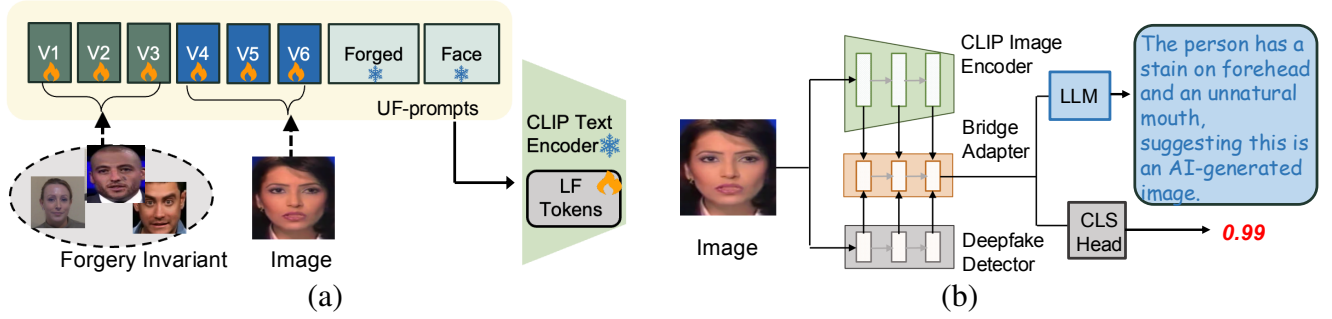 V1 V2 V3 V4 V5 V6 Forged Face
UF-prompts
CLIP Text
Encoder
LF
Tokens
Forgery Invariant
Image
(a)
CLIP Image
Encoder
Bridge
Adapter
Deepfake
Detector
Image
LLM
CLS
Head
The person has a
stain on forehead
and an unnatural
mouth,
suggesting this is
an AI-generated
image.
0.99
(b)